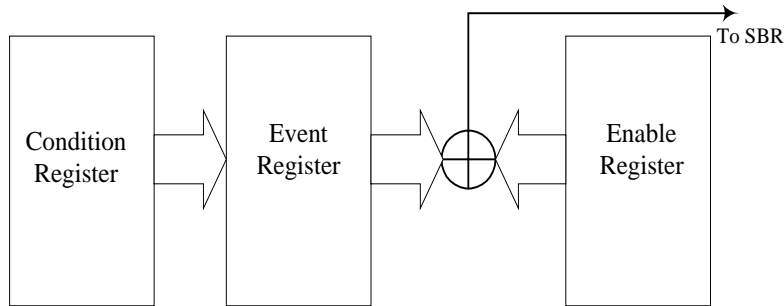 To SBR
Condition
Register
Event
Register
Enable
Register